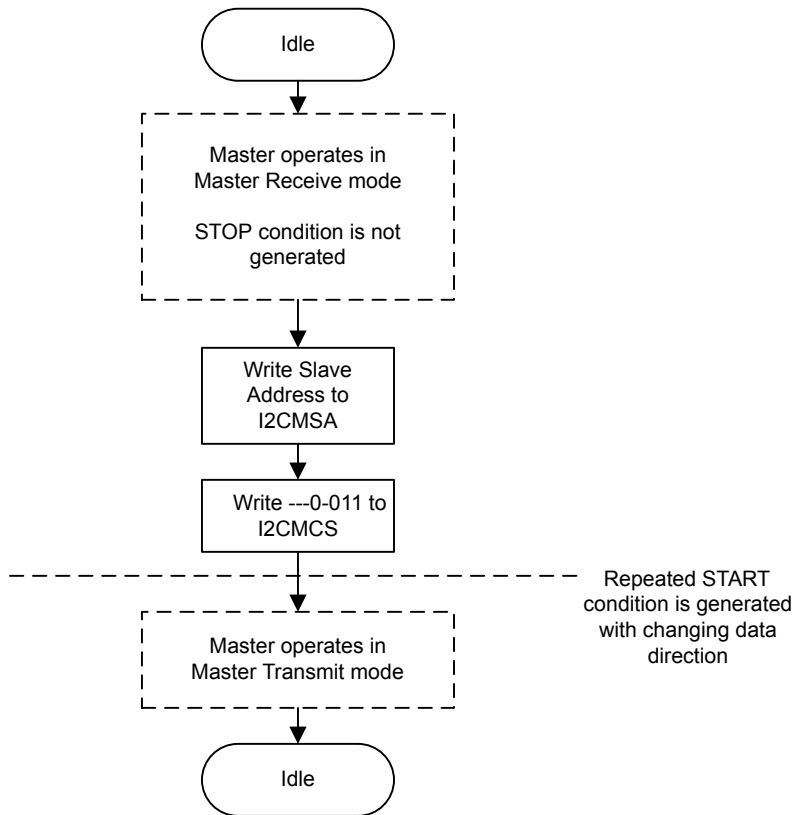 Idle
Master operates in
Master Receive mode
STOP condition is not
generated
Write Slave
Address to
I2CMSA
Write ---0-011 to
I2CMCS
Repeated START
condition is generated
with changing data
direction
Master operates in
Master Transmit mode
Idle